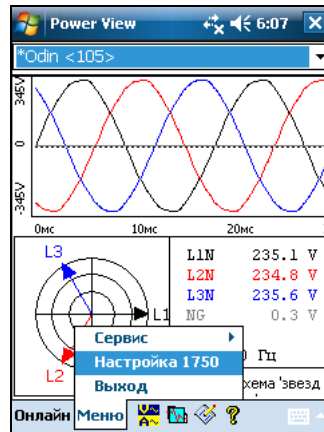 Power View 6:07
*Odin <105>
345V
0
-345V
0мс 10мс 20мс
L3
L1
L2
L1N 235.1 V
L2N 234.8 V
L3N 235.6 V
NG 0.3 V
Гц
хема 'звезд
Сервис
Настройка 1750
Выход
Онлайн Меню